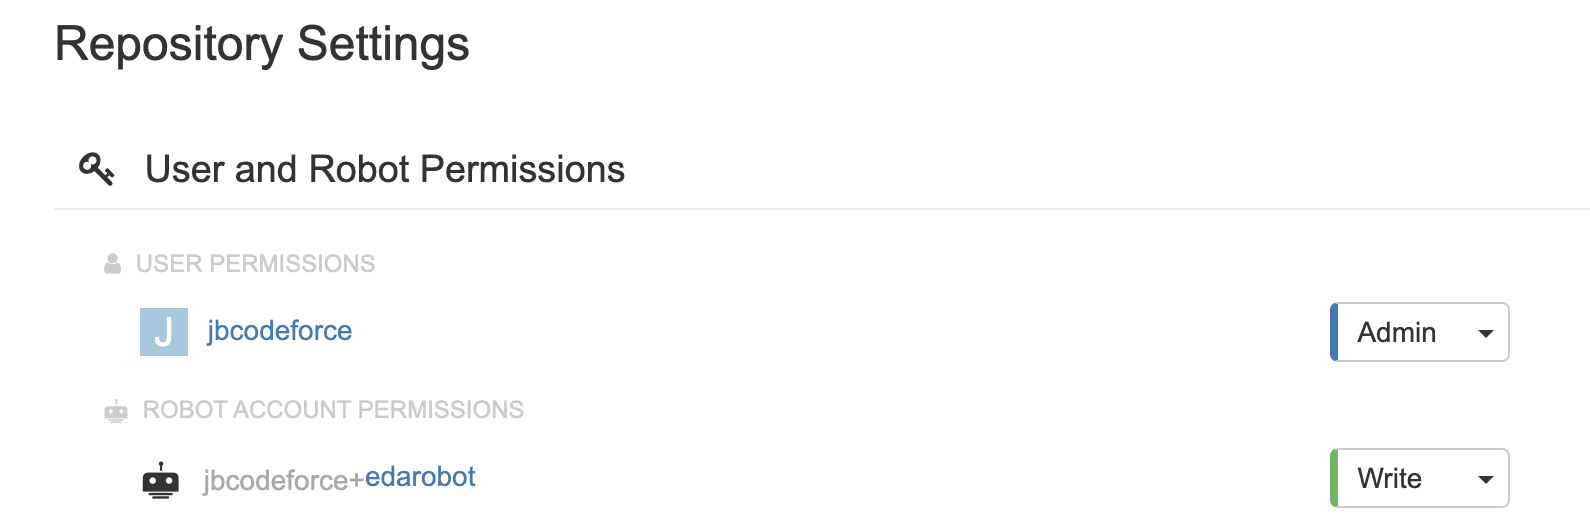 Repository Settings
User and Robot Permissions
USER PERMISSIONS
J jbcodeforce Admin
ROBOT ACCOUNT PERMISSIONS
jbcodeforce+edarobot Write